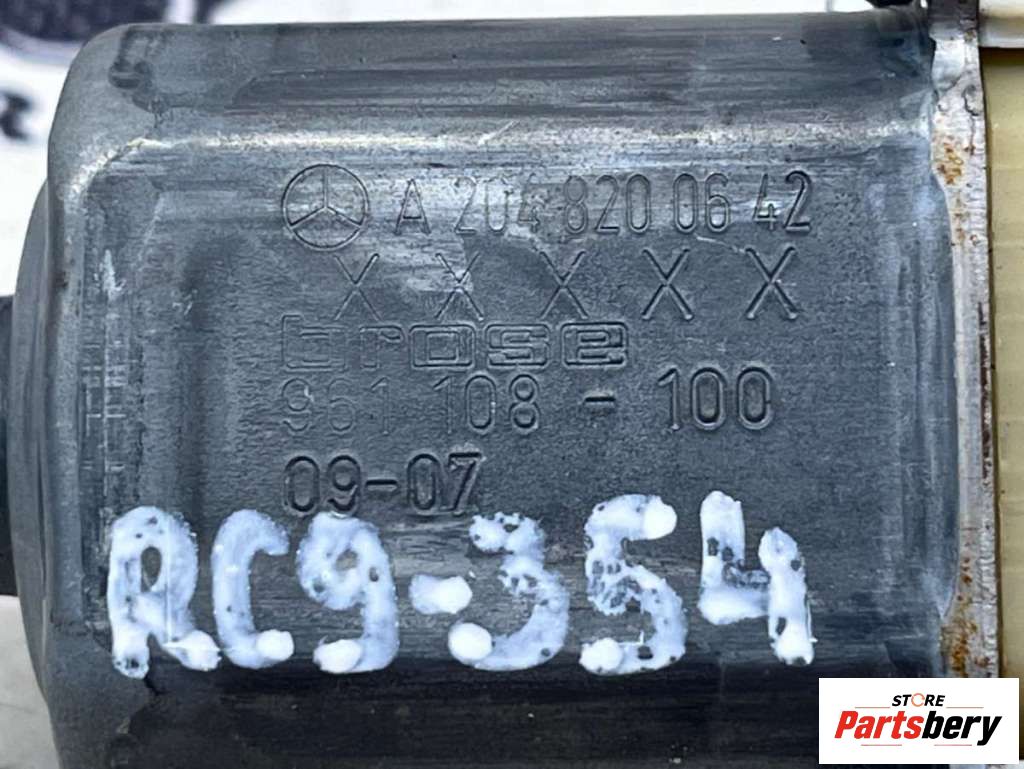 A 204 820 06 42
X X X X X
brose
961 108 - 100
09-07
RC9-354
STORE
Partsbery